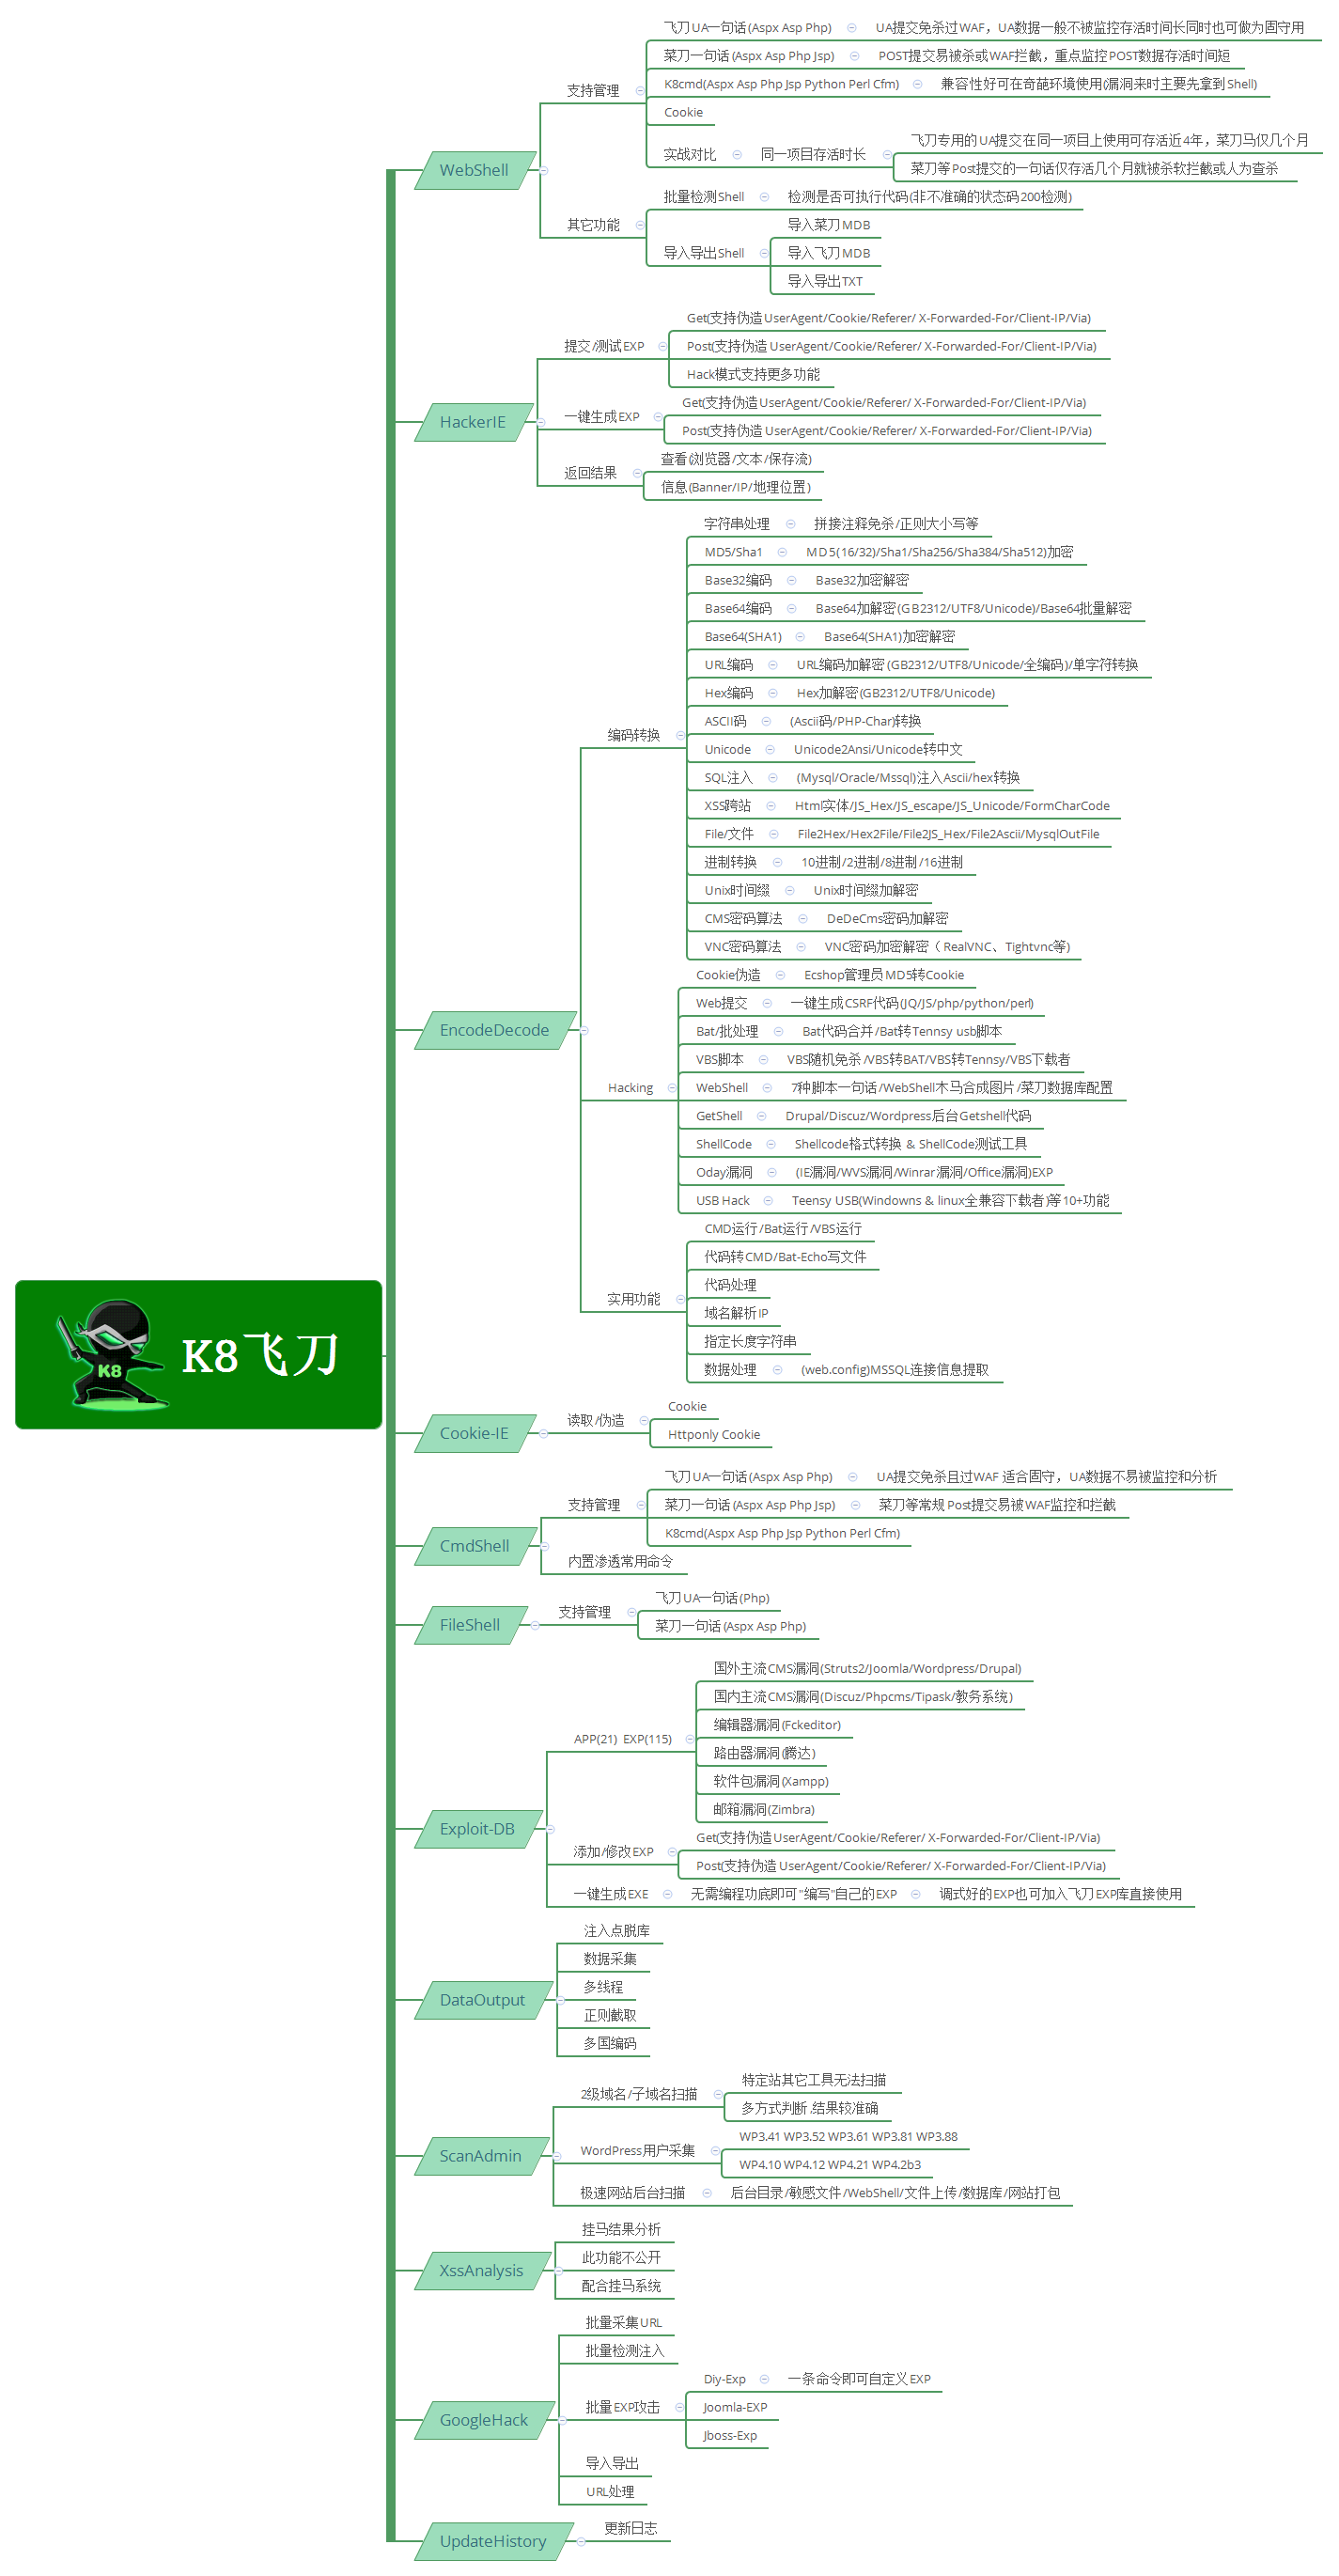 飞刀UA一句话(Aspx Asp Php)
UA提交免杀过WAF，UA数据一般不被监控存活时间长同时也可做为固守用
菜刀一句话(Aspx Asp Php Jsp)
POST提交易被杀或WAF拦截，重点监控POST数据存活时间短
支持管理
K8cmd(Aspx Asp Php Jsp Python Perl Cfm)
兼容性好可在奇葩环境使用(漏洞来时主要先拿到Shell)
Cookie
实战对比
同一项目存活时长
飞刀专用的UA提交在同一项目上使用可存活近4年，菜刀马仅几个月
菜刀等Post提交的一句话仅存活几个月就被杀软拦截或人为查杀
WebShell
其它功能
批量检测Shell
检测是否可执行代码(非不准确的状态码200检测)
导入导出Shell
导入菜刀MDB
导入飞刀MDB
导入导出TXT
HackerIE
提交/测试EXP
Get(支持伪造UserAgent/Cookie/Referer/ X-Forwarded-For/Client-IP/Via)
Post(支持伪造UserAgent/Cookie/Referer/ X-Forwarded-For/Client-IP/Via)
Hack模式支持更多功能
一键生成EXP
Get(支持伪造UserAgent/Cookie/Referer/ X-Forwarded-For/Client-IP/Via)
Post(支持伪造UserAgent/Cookie/Referer/ X-Forwarded-For/Client-IP/Via)
返回结果
查看(浏览器/文本/保存流)
信息(Banner/IP/地理位置)
EncodeDecode
编码转换
字符串处理
拼接注释免杀/正则大小写等
MD5/Sha1
MD5(16/32)/Sha1/Sha256/Sha384/Sha512)加密
Base32编码
Base32加密解密
Base64编码
Base64加解密(GB2312/UTF8/Unicode)/Base64批量解密
Base64(SHA1)
Base64(SHA1)加密解密
URL编码
URL编码加解密(GB2312/UTF8/Unicode/全编码)/单字符转换
Hex编码
Hex加解密(GB2312/UTF8/Unicode)
ASCII码
(Ascii码/PHP-Char)转换
Unicode
Unicode2Ansi/Unicode转中文
SQL注入
(Mysql/Oracle/Mssql)注入Ascii/hex转换
XSS跨站
Html实体/JS_Hex/JS_escape/JS_Unicode/FormCharCode
File/文件
File2Hex/Hex2File/File2JS_Hex/File2Ascii/MysqlOutFile
进制转换
10进制/2进制/8进制/16进制
Unix时间缀
Unix时间缀加解密
CMS密码算法
DeDeCms密码加解密
VNC密码算法
VNC密码加密解密（RealVNC、Tightvnc等)
Hacking
Cookie伪造
Ecshop管理员MD5转Cookie
Web提交
一键生成CSRF代码(JQ/JS/php/python/perl)
Bat/批处理
Bat代码合并/Bat转Tennsy usb脚本
VBS脚本
VBS随机免杀/VBS转BAT/VBS转Tennsy/VBS下载者
WebShell
7种脚本一句话/WebShell木马合成图片/菜刀数据库配置
GetShell
Drupal/Discuz/Wordpress后台Getshell代码
ShellCode
Shellcode格式转换 & ShellCode测试工具
Oday漏洞
(IE漏洞/WVS漏洞/Winrar漏洞/Office漏洞)EXP
USB Hack
Teensy USB(Windowns & linux全兼容下载者)等10+功能
实用功能
CMD运行/Bat运行/VBS运行
代码转CMD/Bat-Echo写文件
代码处理
域名解析IP
指定长度字符串
数据处理
(web.config)MSSQL连接信息提取
K8
K8飞刀
Cookie-IE
读取/伪造
Cookie
Httponly Cookie
CmdShell
支持管理
飞刀UA一句话(Aspx Asp Php)
UA提交免杀且过WAF 适合固守，UA数据不易被监控和分析
菜刀一句话(Aspx Asp Php Jsp)
菜刀等常规Post提交易被WAF监控和拦截
K8cmd(Aspx Asp Php Jsp Python Perl Cfm)
内置渗透常用命令
FileShell
支持管理
飞刀UA一句话(Php)
菜刀一句话(Aspx Asp Php)
Exploit-DB
APP(21) EXP(115)
国外主流CMS漏洞(Struts2/Joomla/Wordpress/Drupal)
国内主流CMS漏洞(Discuz/Phpcms/Tipask/教务系统)
编辑器漏洞(Fckeditor)
路由器漏洞(腾达)
软件包漏洞(Xampp)
邮箱漏洞(Zimbra)
添加/修改EXP
Get(支持伪造UserAgent/Cookie/Referer/ X-Forwarded-For/Client-IP/Via)
Post(支持伪造UserAgent/Cookie/Referer/ X-Forwarded-For/Client-IP/Via)
一键生成EXE
无需编程功底即可"编写"自己的EXP
调式好的EXP也可加入飞刀EXP库直接使用
DataOutput
注入点脱库
数据采集
多线程
正则截取
多国编码
ScanAdmin
2级域名/子域名扫描
特定站其它工具无法扫描
多方式判断,结果较准确
WordPress用户采集
WP3.41 WP3.52 WP3.61 WP3.81 WP3.88
WP4.10 WP4.12 WP4.21 WP4.2b3
极速网站后台扫描
后台目录/敏感文件/WebShell/文件上传/数据库/网站打包
XssAnalysis
挂马结果分析
此功能不公开
配合挂马系统
GoogleHack
批量采集URL
批量检测注入
批量EXP攻击
Diy-Exp
一条命令即可自定义EXP
Joomla-EXP
Jboss-Exp
导入导出
URL处理
UpdateHistory
更新日志